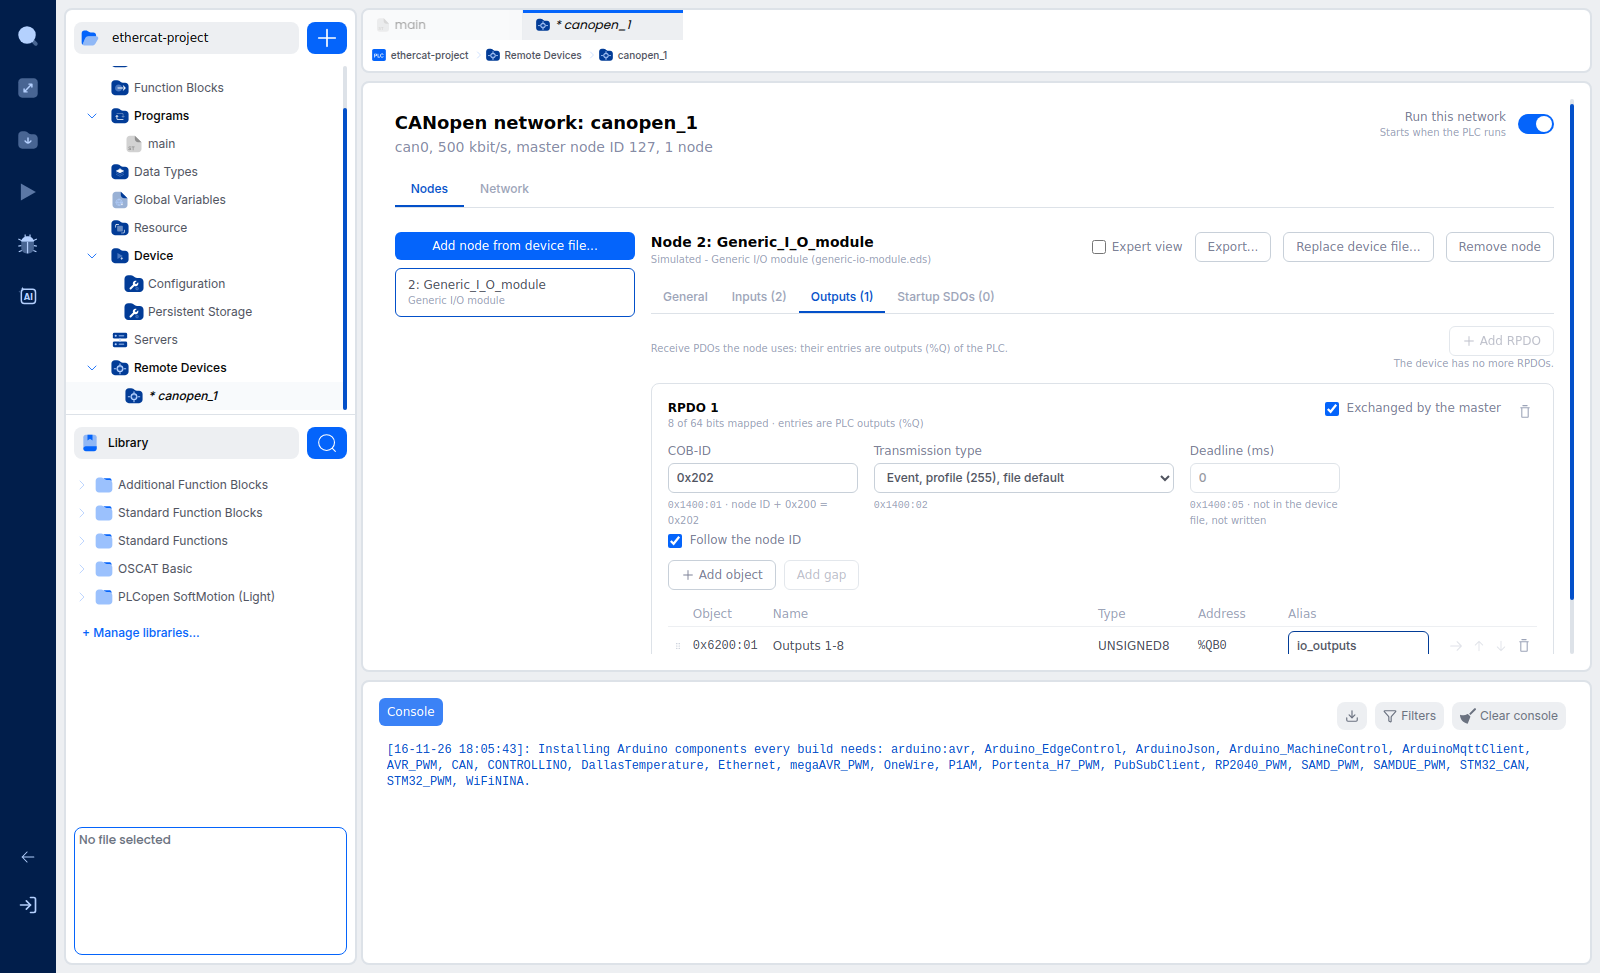 ethercat-project
Function Blocks
Programs
main
Data Types
Global Variables
Resource
Device
Configuration
Persistent Storage
Servers
Remote Devices
* canopen_1
Library
Additional Function Blocks
Standard Function Blocks
Standard Functions
OSCAT Basic
PLCopen SoftMotion (Light)
+ Manage libraries...
No file selected
AI
main
* canopen_1
PLC ethercat-project Remote Devices canopen_1
CANopen network: canopen_1
can0, 500 kbit/s, master node ID 127, 1 node
Run this network
Starts when the PLC runs
Nodes Network
Add node from device file...
2: Generic_I_O_module
Generic I/O module
Node 2: Generic_I_O_module
Simulated - Generic I/O module (generic-io-module.eds)
Expert view Export... Replace device file... Remove node
General Inputs (2) Outputs (1) Startup SDOs (0)
Receive PDOs the node uses: their entries are outputs (%Q) of the PLC.
+ Add RPDO
The device has no more RPDOs.
RPDO 1
8 of 64 bits mapped · entries are PLC outputs (%Q)
Exchanged by the master
COB-ID Transmission type Deadline (ms)
0x202 Event, profile (255), file default 0
0x1400:01 · node ID + 0x200 =
0x202
0x1400:02
0x1400:05 · not in the device
file, not written
Follow the node ID
+ Add object Add gap
Object Name Type Address Alias
0x6200:01 Outputs 1-8 UNSIGNED8 %QB0 io_outputs
Console
Filters Clear console
[16-11-26 18:05:43]: Installing Arduino components every build needs: arduino:avr, Arduino_EdgeControl, ArduinoJson, Arduino_MachineControl, ArduinoMqttClient,
AVR_PWM, CAN, CONTROLLINO, DallasTemperature, Ethernet, megaAVR_PWM, OneWire, P1AM, Portenta_H7_PWM, PubSubClient, RP2040_PWM, SAMD_PWM, SAMDUE_PWM, STM32_CAN,
STM32_PWM, WiFiNINA.